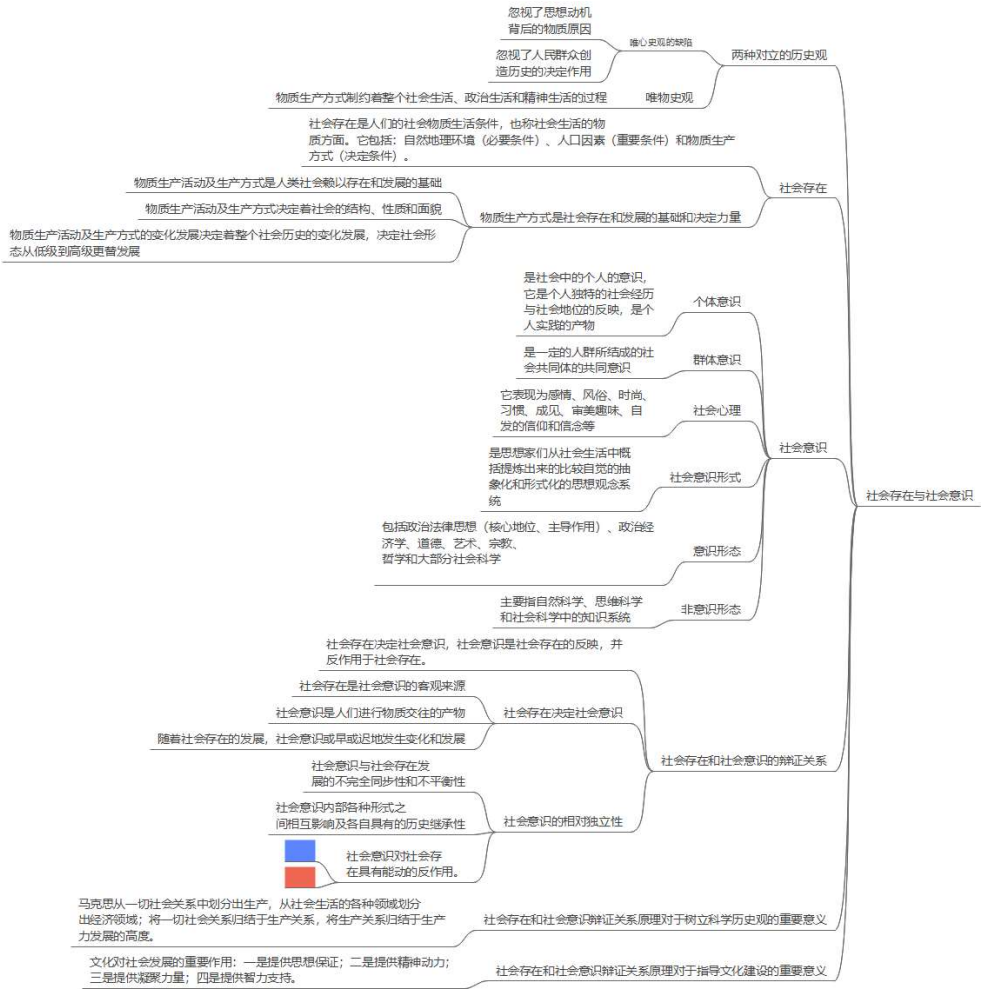 社会存在与社会意识
两种对立的历史观
唯心史观的缺陷
忽视了思想动机
背后的物质原因
忽视了人民群众创
造历史的决定作用
唯物史观
物质生产方式制约着整个社会生活、政治生活和精神生活的过程
社会存在
社会存在是人们的社会物质生活条件，也称社会生活的物
质方面。它包括：自然地理环境（必要条件）、人口因素（重要条件）和物质生产
方式（决定条件）。
物质生产方式是社会存在和发展的基础和决定力量
物质生产活动及生产方式是人类社会赖以存在和发展的基础
物质生产活动及生产方式决定着社会的结构、性质和面貌
物质生产活动及生产方式的变化发展决定着整个社会历史的变化发展，决定社会形
态从低级到高级更替发展
社会意识
个体意识
是社会中的个人的意识，
它是个人独特的社会经历
与社会地位的反映，是个
人实践的产物
群体意识
是一定的人群所结成的社
会共同体的共同意识
社会心理
它表现为感情、风俗、时尚、
习惯、成见、审美趣味、自
发的信仰和信念等
社会意识形式
是思想家们从社会生活中概
括提炼出来的比较自觉的抽
象化和形式化的思想观念系
统
意识形态
包括政治法律思想（核心地位、主导作用）、政治经
济学、道德、艺术、宗教、
哲学和大部分社会科学
非意识形态
主要指自然科学、思维科学
和社会科学中的知识系统
社会存在和社会意识的辩证关系
社会存在决定社会意识，社会意识是社会存在的反映，并
反作用于社会存在。
社会存在决定社会意识
社会存在是社会意识的客观来源
社会意识是人们进行物质交往的产物
随着社会存在的发展，社会意识或早或迟地发生变化和发展
社会意识的相对独立性
社会意识与社会存在发
展的不完全同步性和不平衡性
社会意识内部各种形式之
间相互影响及各自具有的历史继承性
社会意识对社会存
在具有能动的反作用。
社会存在和社会意识辩证关系原理对于树立科学历史观的重要意义
马克思从一切社会关系中划分出生产，从社会生活的各种领域划分
出经济领域；将一切社会关系归结于生产关系，将生产关系归结于生产
力发展的高度。
社会存在和社会意识辩证关系原理对于指导文化建设的重要意义
文化对社会发展的重要作用：一是提供思想保证；二是提供精神动力；
三是提供凝聚力量；四是提供智力支持。